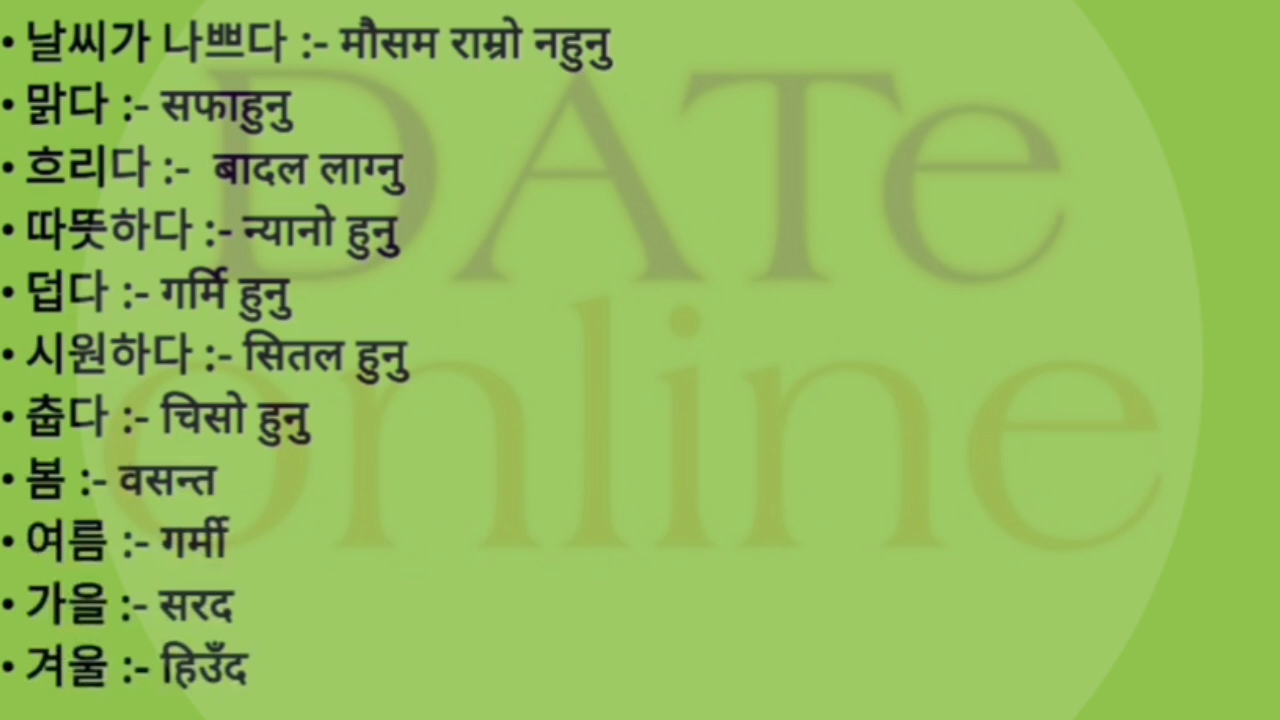 • 날씨가 나쁘다 :- मौसम राम्रो नहुनु
• 맑다 :- सफाहुनु
• 흐리다 :- बादल लाग्नु
• 따뜻하다 :- न्यानो हुनु
• 덥다 :- गर्मि हुनु
• 시원하다 :- सितल हुनु
• 춥다 :- चिसो हुनु
• 봄 :- वसन्त
• 여름 :- गर्मी
• 가을 :- सरद
• 겨울 :- हिउँद
DATe
online